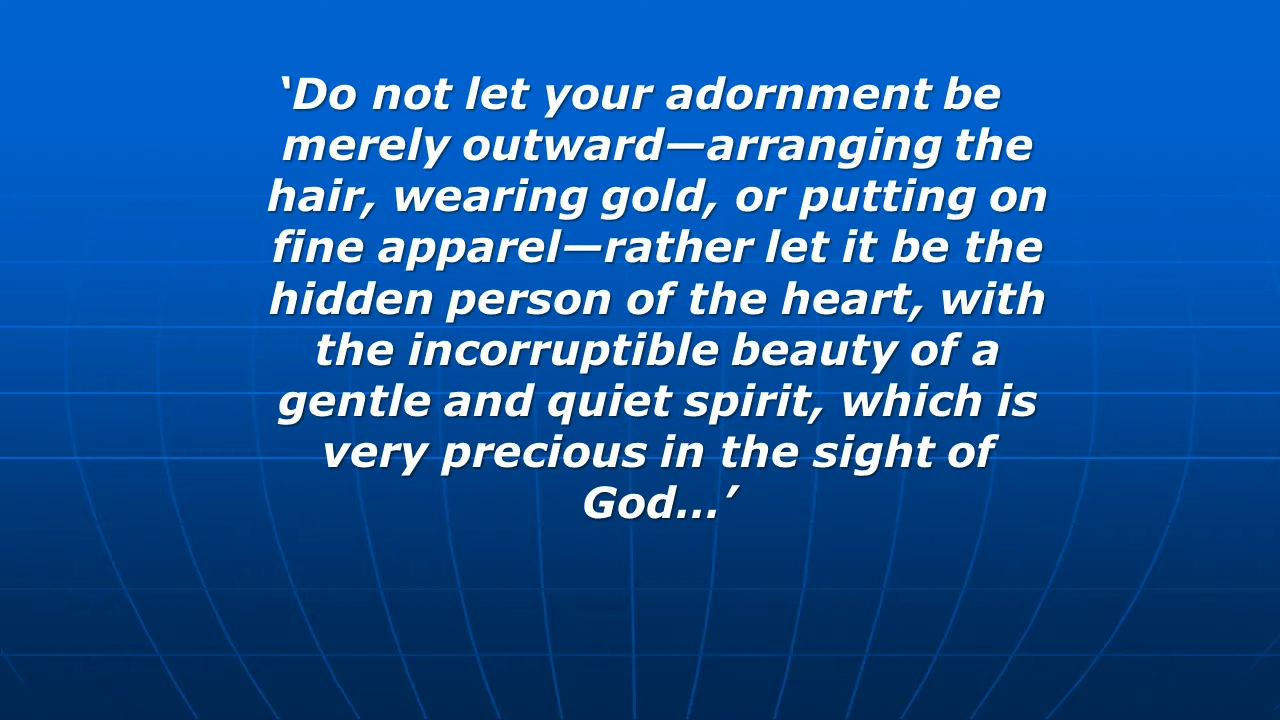 ‘Do not let your adornment be
merely outward—arranging the
hair, wearing gold, or putting on
fine apparel—rather let it be the
hidden person of the heart, with
the incorruptible beauty of a
gentle and quiet spirit, which is
very precious in the sight of
God…’